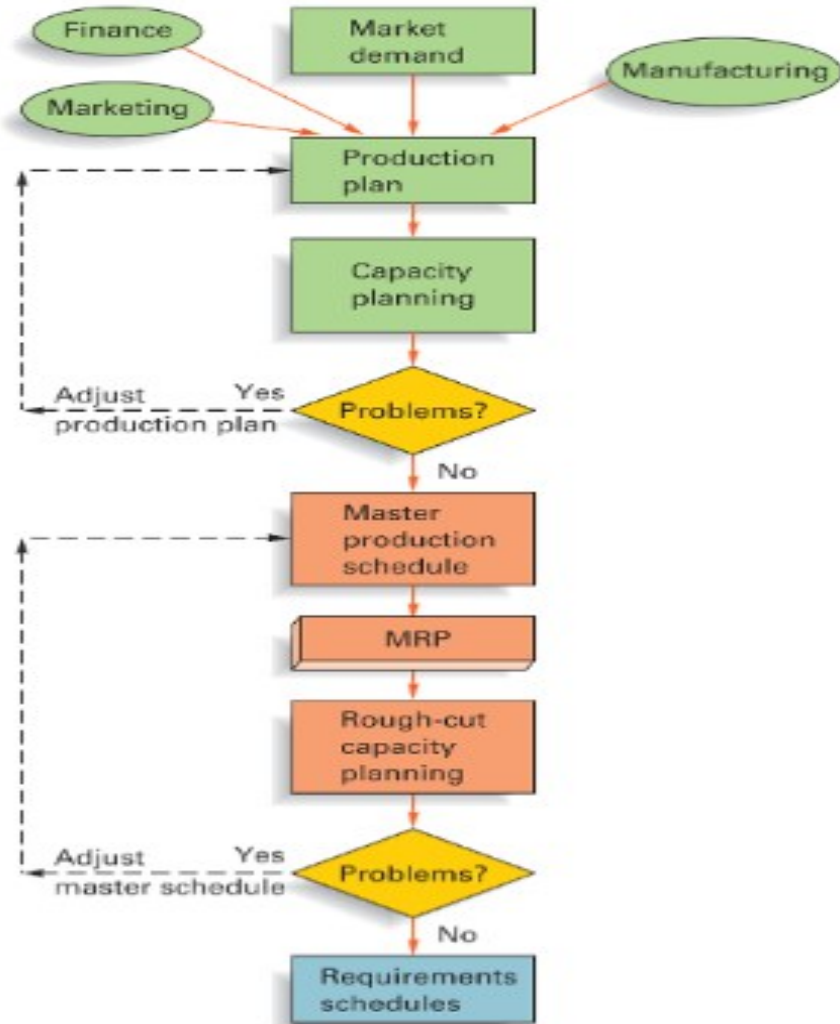 Finance
Market
demand
Manufacturing
Marketing
Production
plan
Capacity
planning
Adjust Yes
production plan
Problems?
No
Master
production
schedule
MRP
Rough-cut
capacity
planning
Adjust Yes
master schedule
Problems?
No
Requirements
schedules